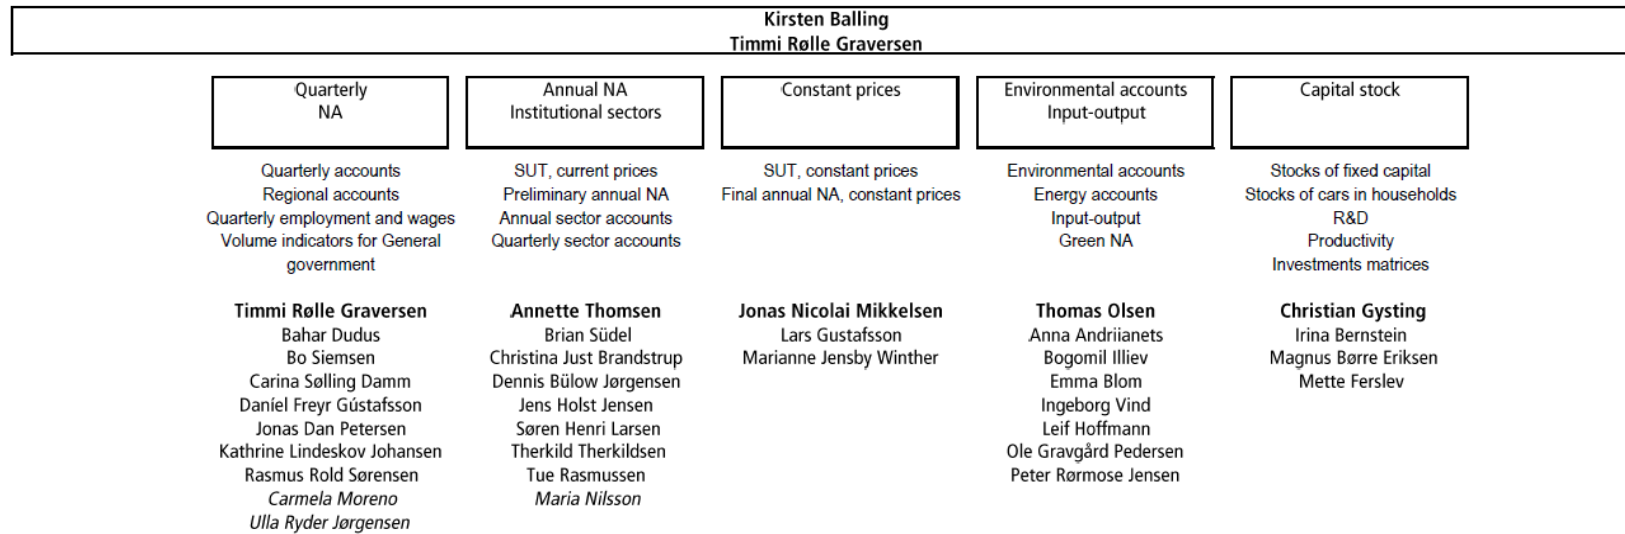 Kirsten Balling
Timmi Rølle Graversen
Quarterly
NA
Annual NA
Institutional sectors
Constant prices
Environmental accounts
Input-output
Capital stock
Quarterly accounts
Regional accounts
Quarterly employment and wages
Volume indicators for General
government
SUT, current prices
Preliminary annual NA
Annual sector accounts
Quarterly sector accounts
SUT, constant prices
Final annual NA, constant prices
Environmental accounts
Energy accounts
Input-output
Green NA
Stocks of fixed capital
Stocks of cars in households
R&D
Productivity
Investments matrices
Timmi Rølle Graversen
Bahar Dudus
Bo Siemsen
Carina Sølling Damm
Daníel Freyr Gústafsson
Jonas Dan Petersen
Kathrine Lindeskov Johansen
Rasmus Rold Sørensen
Carmela Moreno
Ulla Ryder Jørgensen
Annette Thomsen
Brian Südel
Christina Just Brandstrup
Dennis Bülow Jørgensen
Jens Holst Jensen
Søren Henri Larsen
Therkild Therkildsen
Tue Rasmussen
Maria Nilsson
Jonas Nicolai Mikkelsen
Lars Gustafsson
Marianne Jensby Winther
Thomas Olsen
Anna Andriianets
Bogomil Illiev
Emma Blom
Ingeborg Vind
Leif Hoffmann
Ole Gravgård Pedersen
Peter Rørmose Jensen
Christian Gysting
Irina Bernstein
Magnus Børre Eriksen
Mette Ferslev